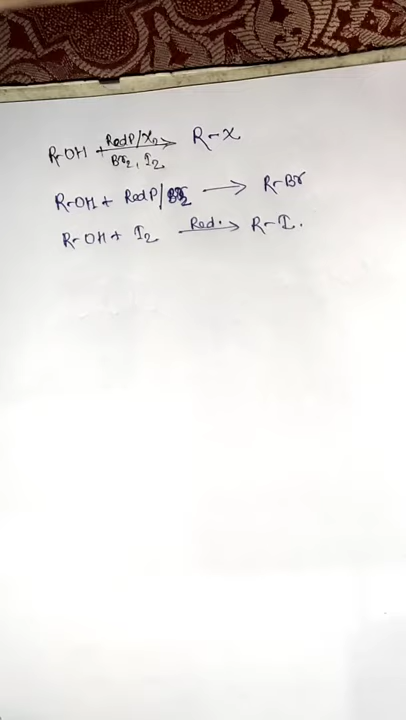 R-OH + Red P/X₂ / Br₂, I₂ → R-X
R-OH + Red P/Br₂ → R-Br
R-OH + I₂ Red. → R-I.